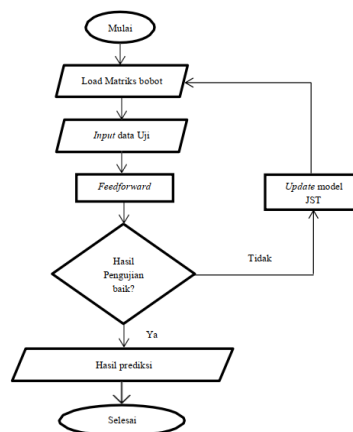 Mulai
Load Matriks bobot
Input data Uji
Feedforward
Update model
JST
Hasil
Pengujian
baik?
Tidak
Ya
Hasil prediksi
Selesai